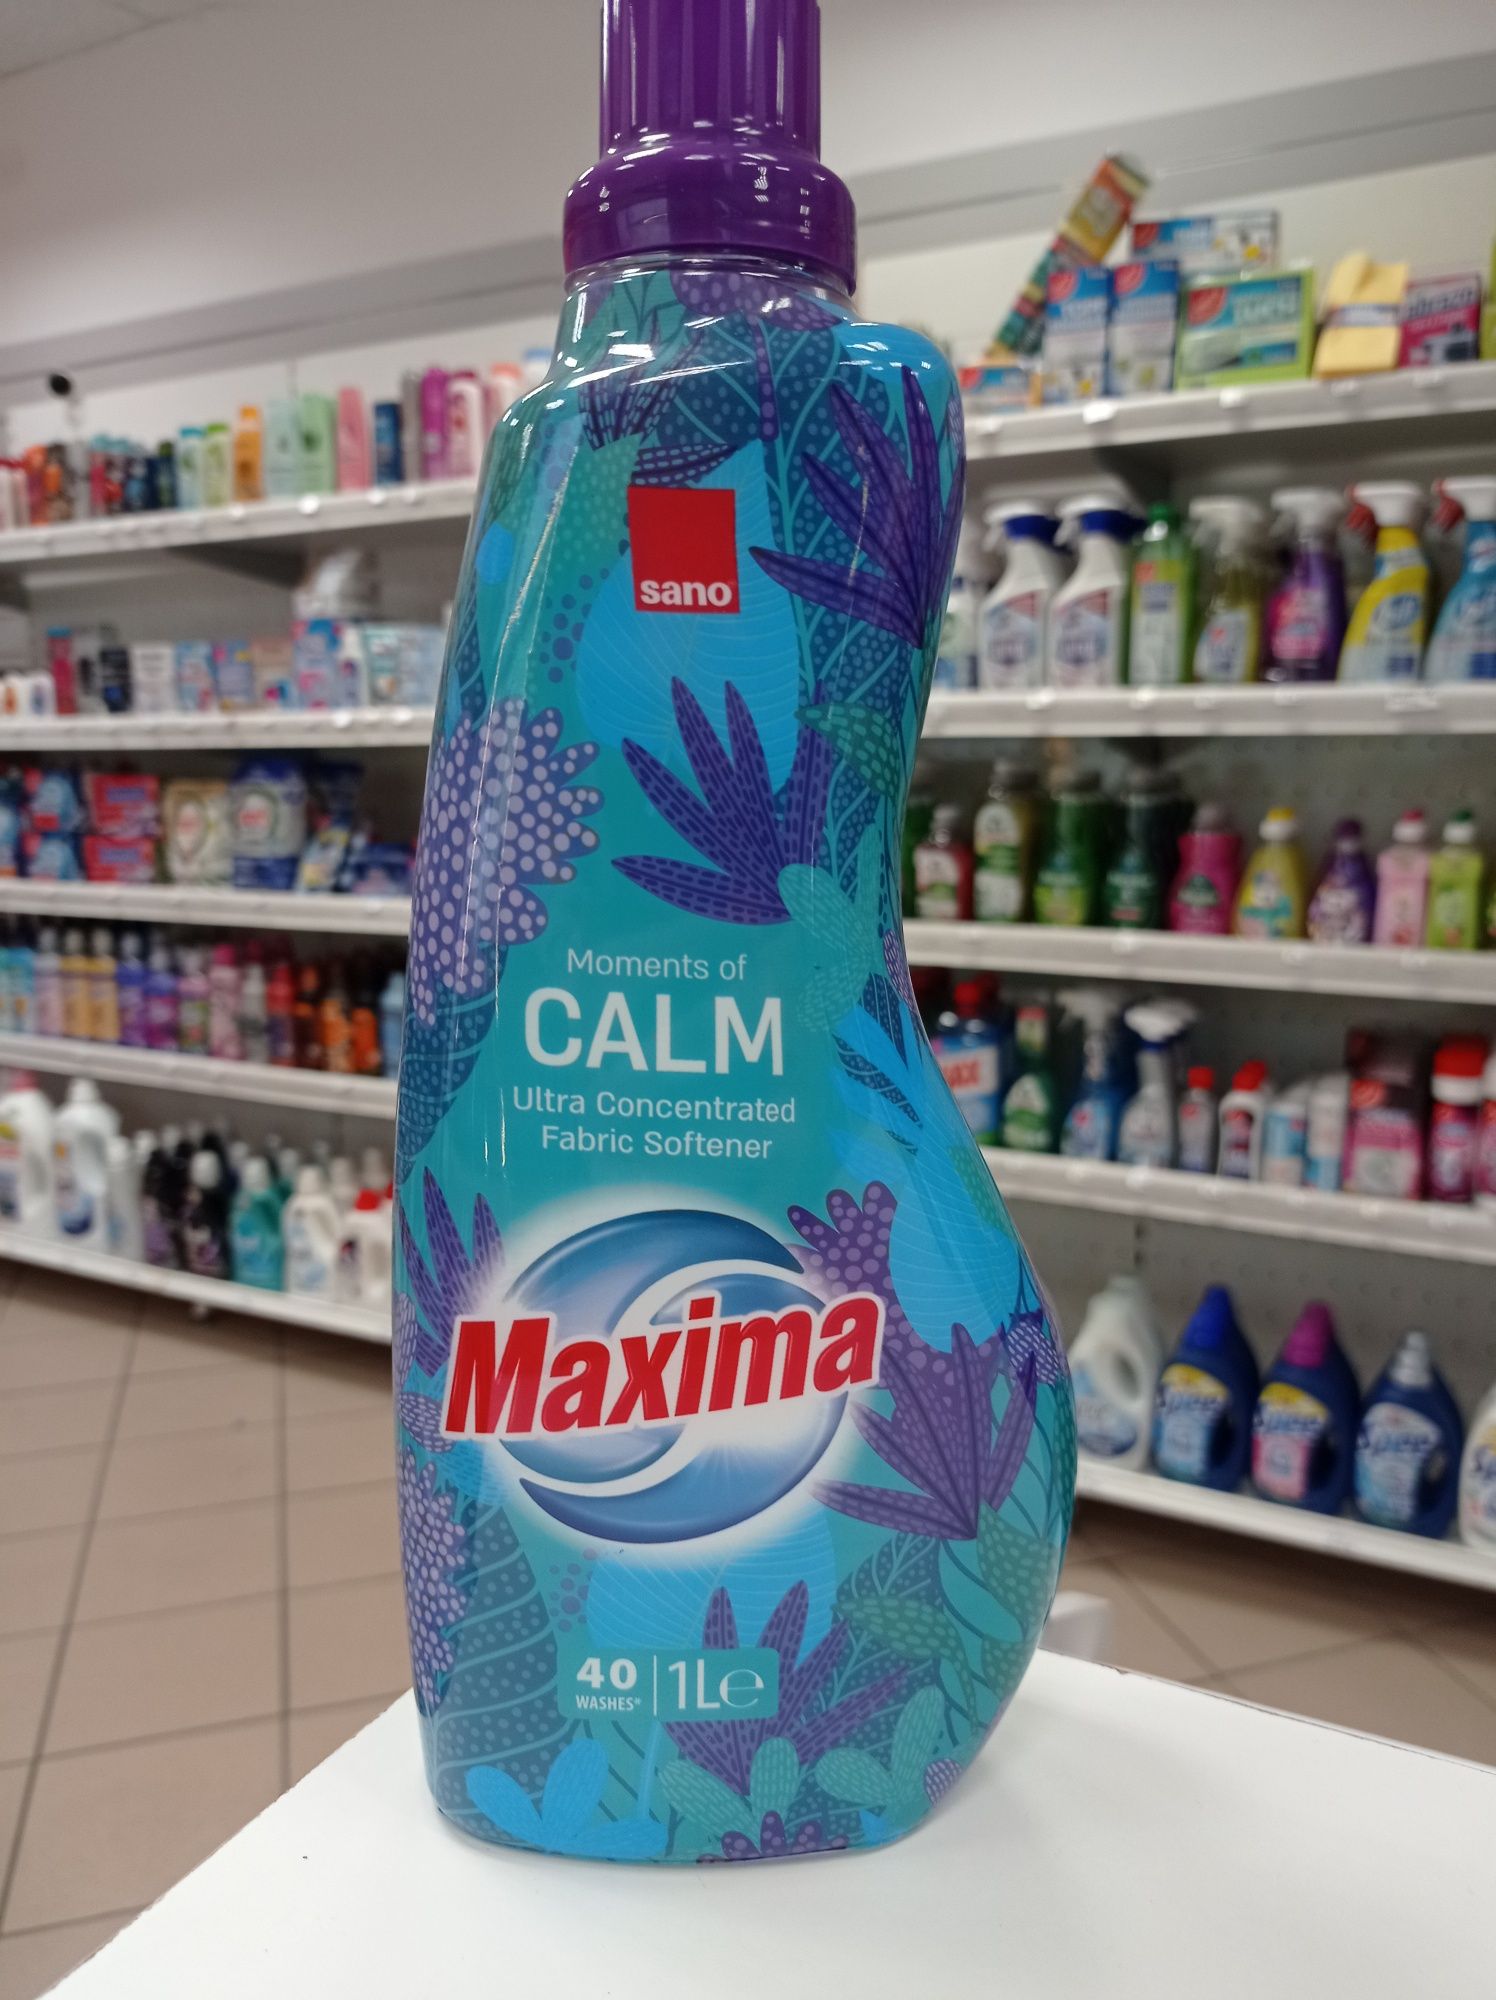 sano
Moments of
CALM
Ultra Concentrated
Fabric Softener
Maxima
40
WASHES*
1L℮